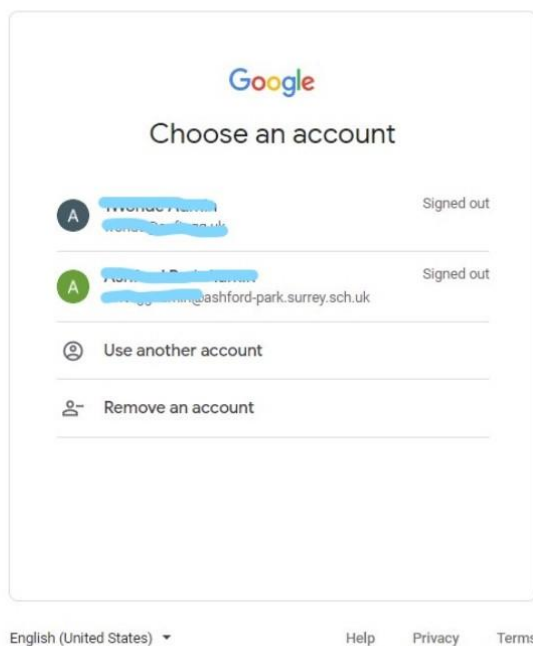 Google
Choose an account
A
Signed out
A
Signed out
@ashford-park.surrey.sch.uk
Use another account
Remove an account
English (United States)
Help Privacy Terms